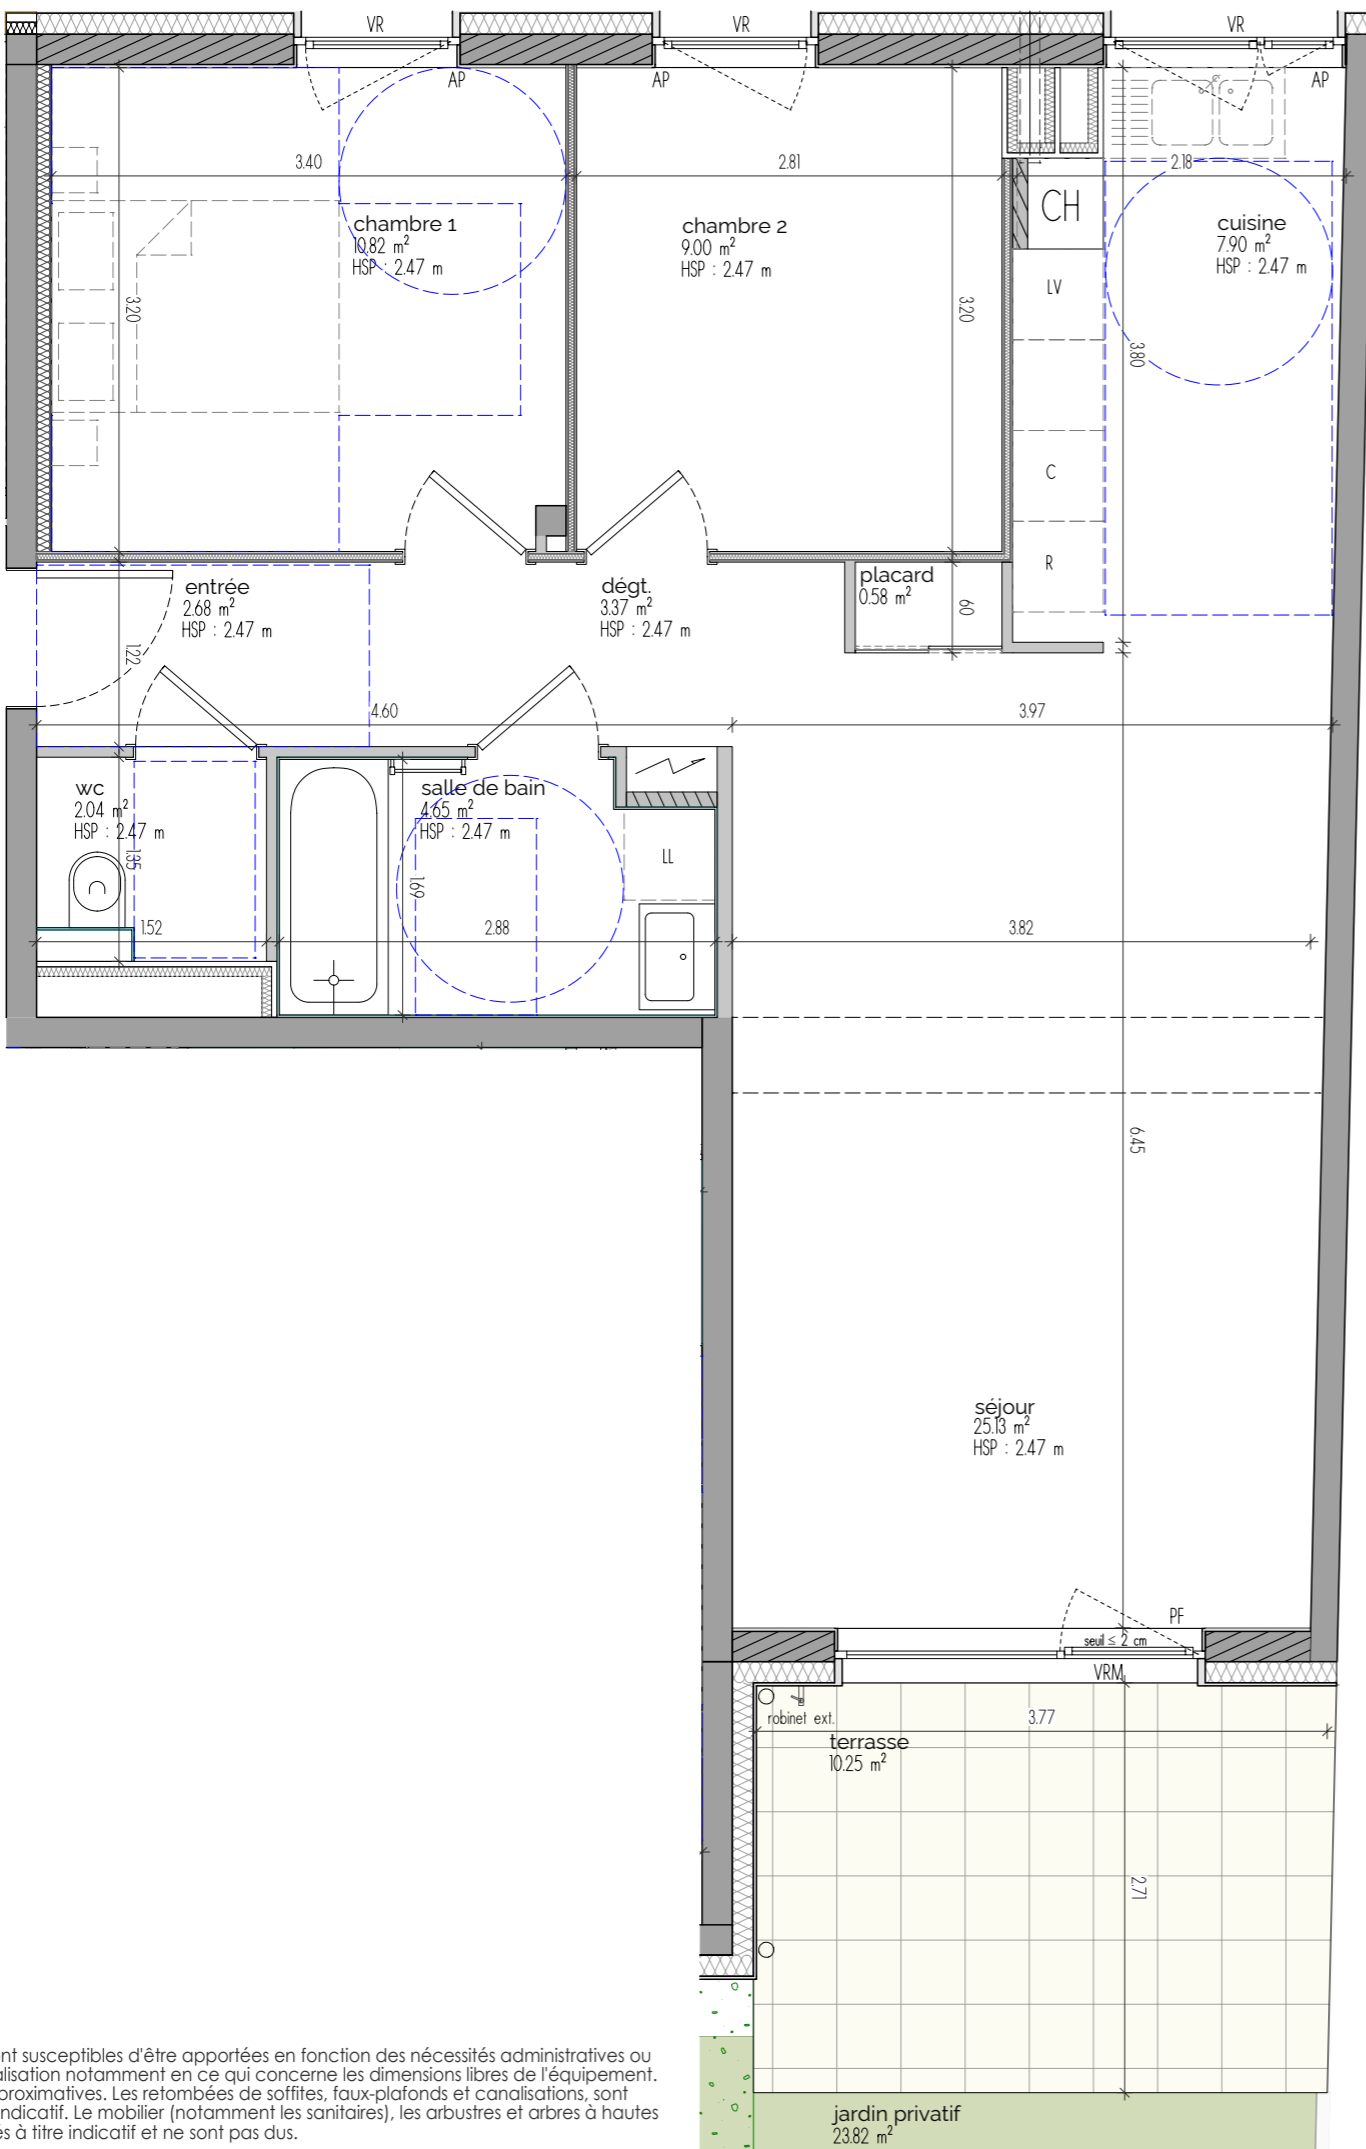 VR
VR
VR
AP
AP
AP
3.40
2.81
2.18
chambre 1
10.82 m²
HSP : 2.47 m
chambre 2
9.00 m²
HSP : 2.47 m
CH
cuisine
7.90 m²
HSP : 2.47 m
LV
3.20
3.20
3.80
C
R
entrée
2.68 m²
HSP : 2.47 m
dégt.
3.37 m²
HSP : 2.47 m
placard
0.58 m²
60
1.22
4.60
3.97
wc
2.04 m²
HSP : 2.47 m
salle de bain
4.65 m²
HSP : 2.47 m
LL
1.35
1.69
1.52
2.88
3.82
6.45
séjour
25.13 m²
HSP : 2.47 m
PF
seuil ≤ 2 cm
VRM
robinet ext.
3.77
terrasse
10.25 m²
2.71
nt susceptibles d'être apportées en fonction des nécessités administratives ou
alisation notamment en ce qui concerne les dimensions libres de l'équipement.
proximatives. Les retombées de soffites, faux-plafonds et canalisations, sont
indicatif. Le mobilier (notamment les sanitaires), les arbustres et arbres à hautes
es à titre indicatif et ne sont pas dus.
jardin privatif
23.82 m²